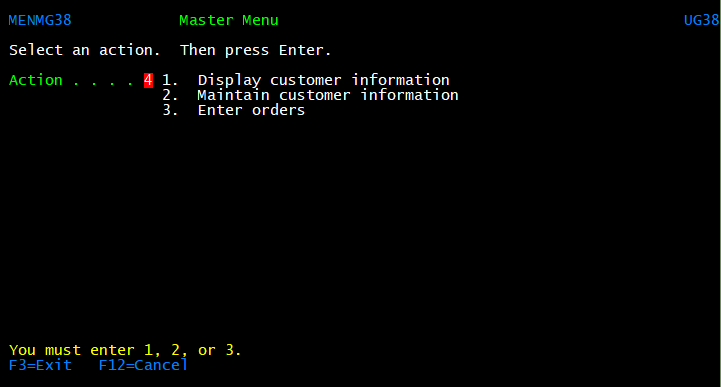 MENMG38 Master Menu UG38
Select an action. Then press Enter.
Action . . . . 4 1. Display customer information
2. Maintain customer information
3. Enter orders
You must enter 1, 2, or 3.
F3=Exit F12=Cancel